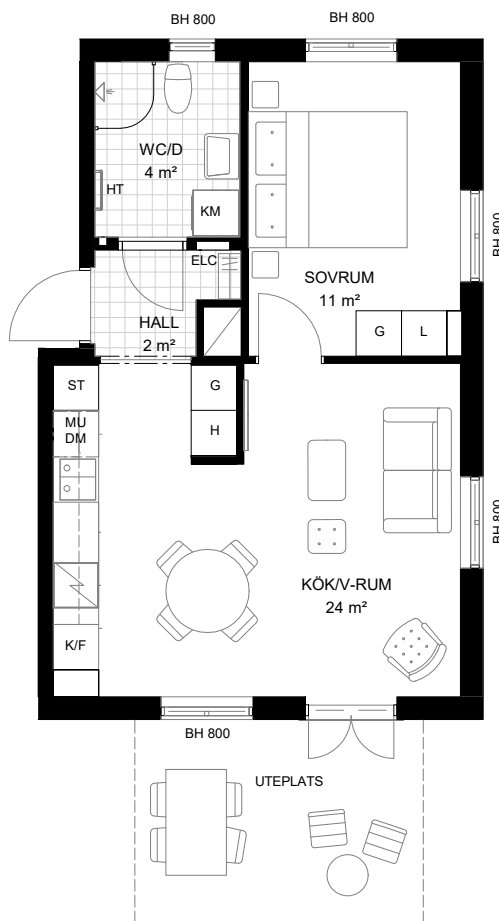 BH 800
BH 800
WC/D
4 m²
HT
KM
BH 800
ELC
SOVRUM
11 m²
HALL
2 m²
G
L
ST
G
MU
DM
H
BH 800
KÖK/V-RUM
24 m²
K/F
BH 800
UTEPLATS